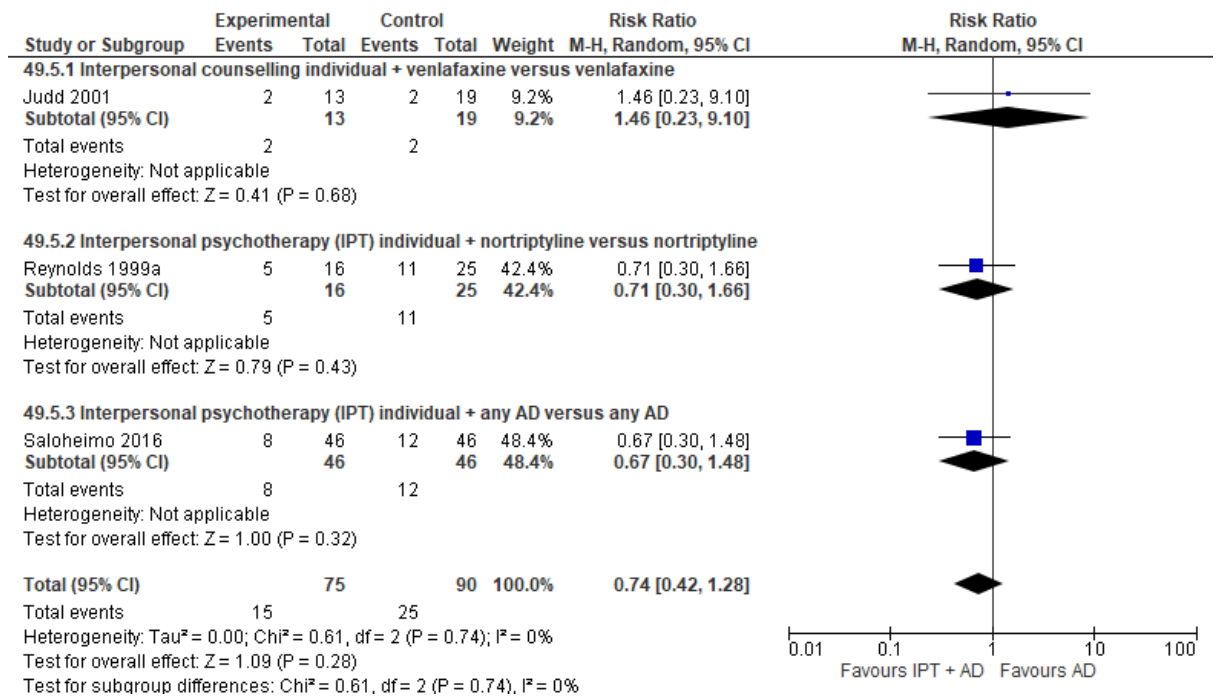 Experimental Control Risk Ratio Risk Ratio
Study or Subgroup Events Total Events Total Weight M-H, Random, 95% CI M-H, Random, 95% CI
49.5.1 Interpersonal counselling individual + venlafaxine versus venlafaxine
Judd 2001 2 13 2 19 9.2% 1.46 [0.23, 9.10]
Subtotal (95% CI) 13 19 9.2% 1.46 [0.23, 9.10]
Total events 2 2
Heterogeneity: Not applicable
Test for overall effect: Z = 0.41 (P = 0.68)
49.5.2 Interpersonal psychotherapy (IPT) individual + nortriptyline versus nortriptyline
Reynolds 1999a 5 16 11 25 42.4% 0.71 [0.30, 1.66]
Subtotal (95% CI) 16 25 42.4% 0.71 [0.30, 1.66]
Total events 5 11
Heterogeneity: Not applicable
Test for overall effect: Z = 0.79 (P = 0.43)
49.5.3 Interpersonal psychotherapy (IPT) individual + any AD versus any AD
Saloheimo 2016 8 46 12 46 48.4% 0.67 [0.30, 1.48]
Subtotal (95% CI) 46 46 48.4% 0.67 [0.30, 1.48]
Total events 8 12
Heterogeneity: Not applicable
Test for overall effect: Z = 1.00 (P = 0.32)
Total (95% CI) 75 90 100.0% 0.74 [0.42, 1.28]
Total events 15 25
Heterogeneity: Tau² = 0.00; Chi² = 0.61, df = 2 (P = 0.74); I² = 0%
Test for overall effect: Z = 1.09 (P = 0.28)
Test for subgroup differences: Chi² = 0.61, df = 2 (P = 0.74), I² = 0%
0.01 0.1 1 10 100
Favours IPT + AD Favours AD